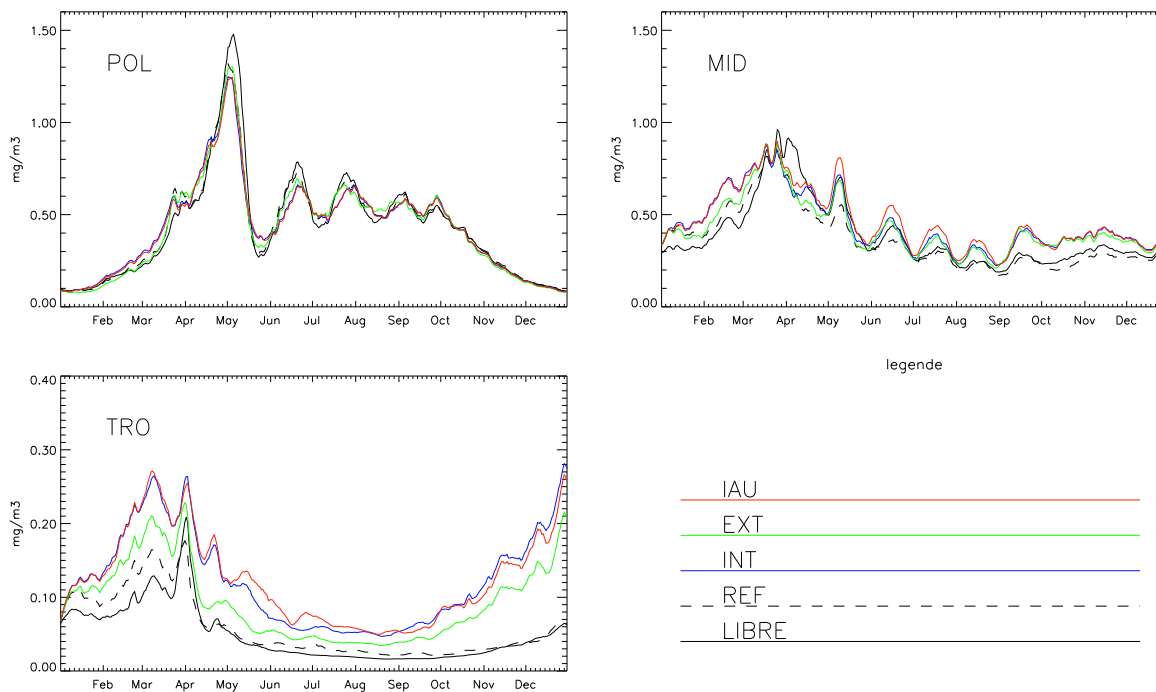 POL
1.50
1.00
0.50
0.00
mg/m3
Feb Mar Apr May Jun Jul Aug Sep Oct Nov Dec
MID
1.50
1.00
0.50
0.00
mg/m3
Feb Mar Apr May Jun Jul Aug Sep Oct Nov Dec
TRO
0.40
0.30
0.20
0.10
0.00
mg/m3
Feb Mar Apr May Jun Jul Aug Sep Oct Nov Dec
legende
IAU
EXT
INT
REF
LIBRE